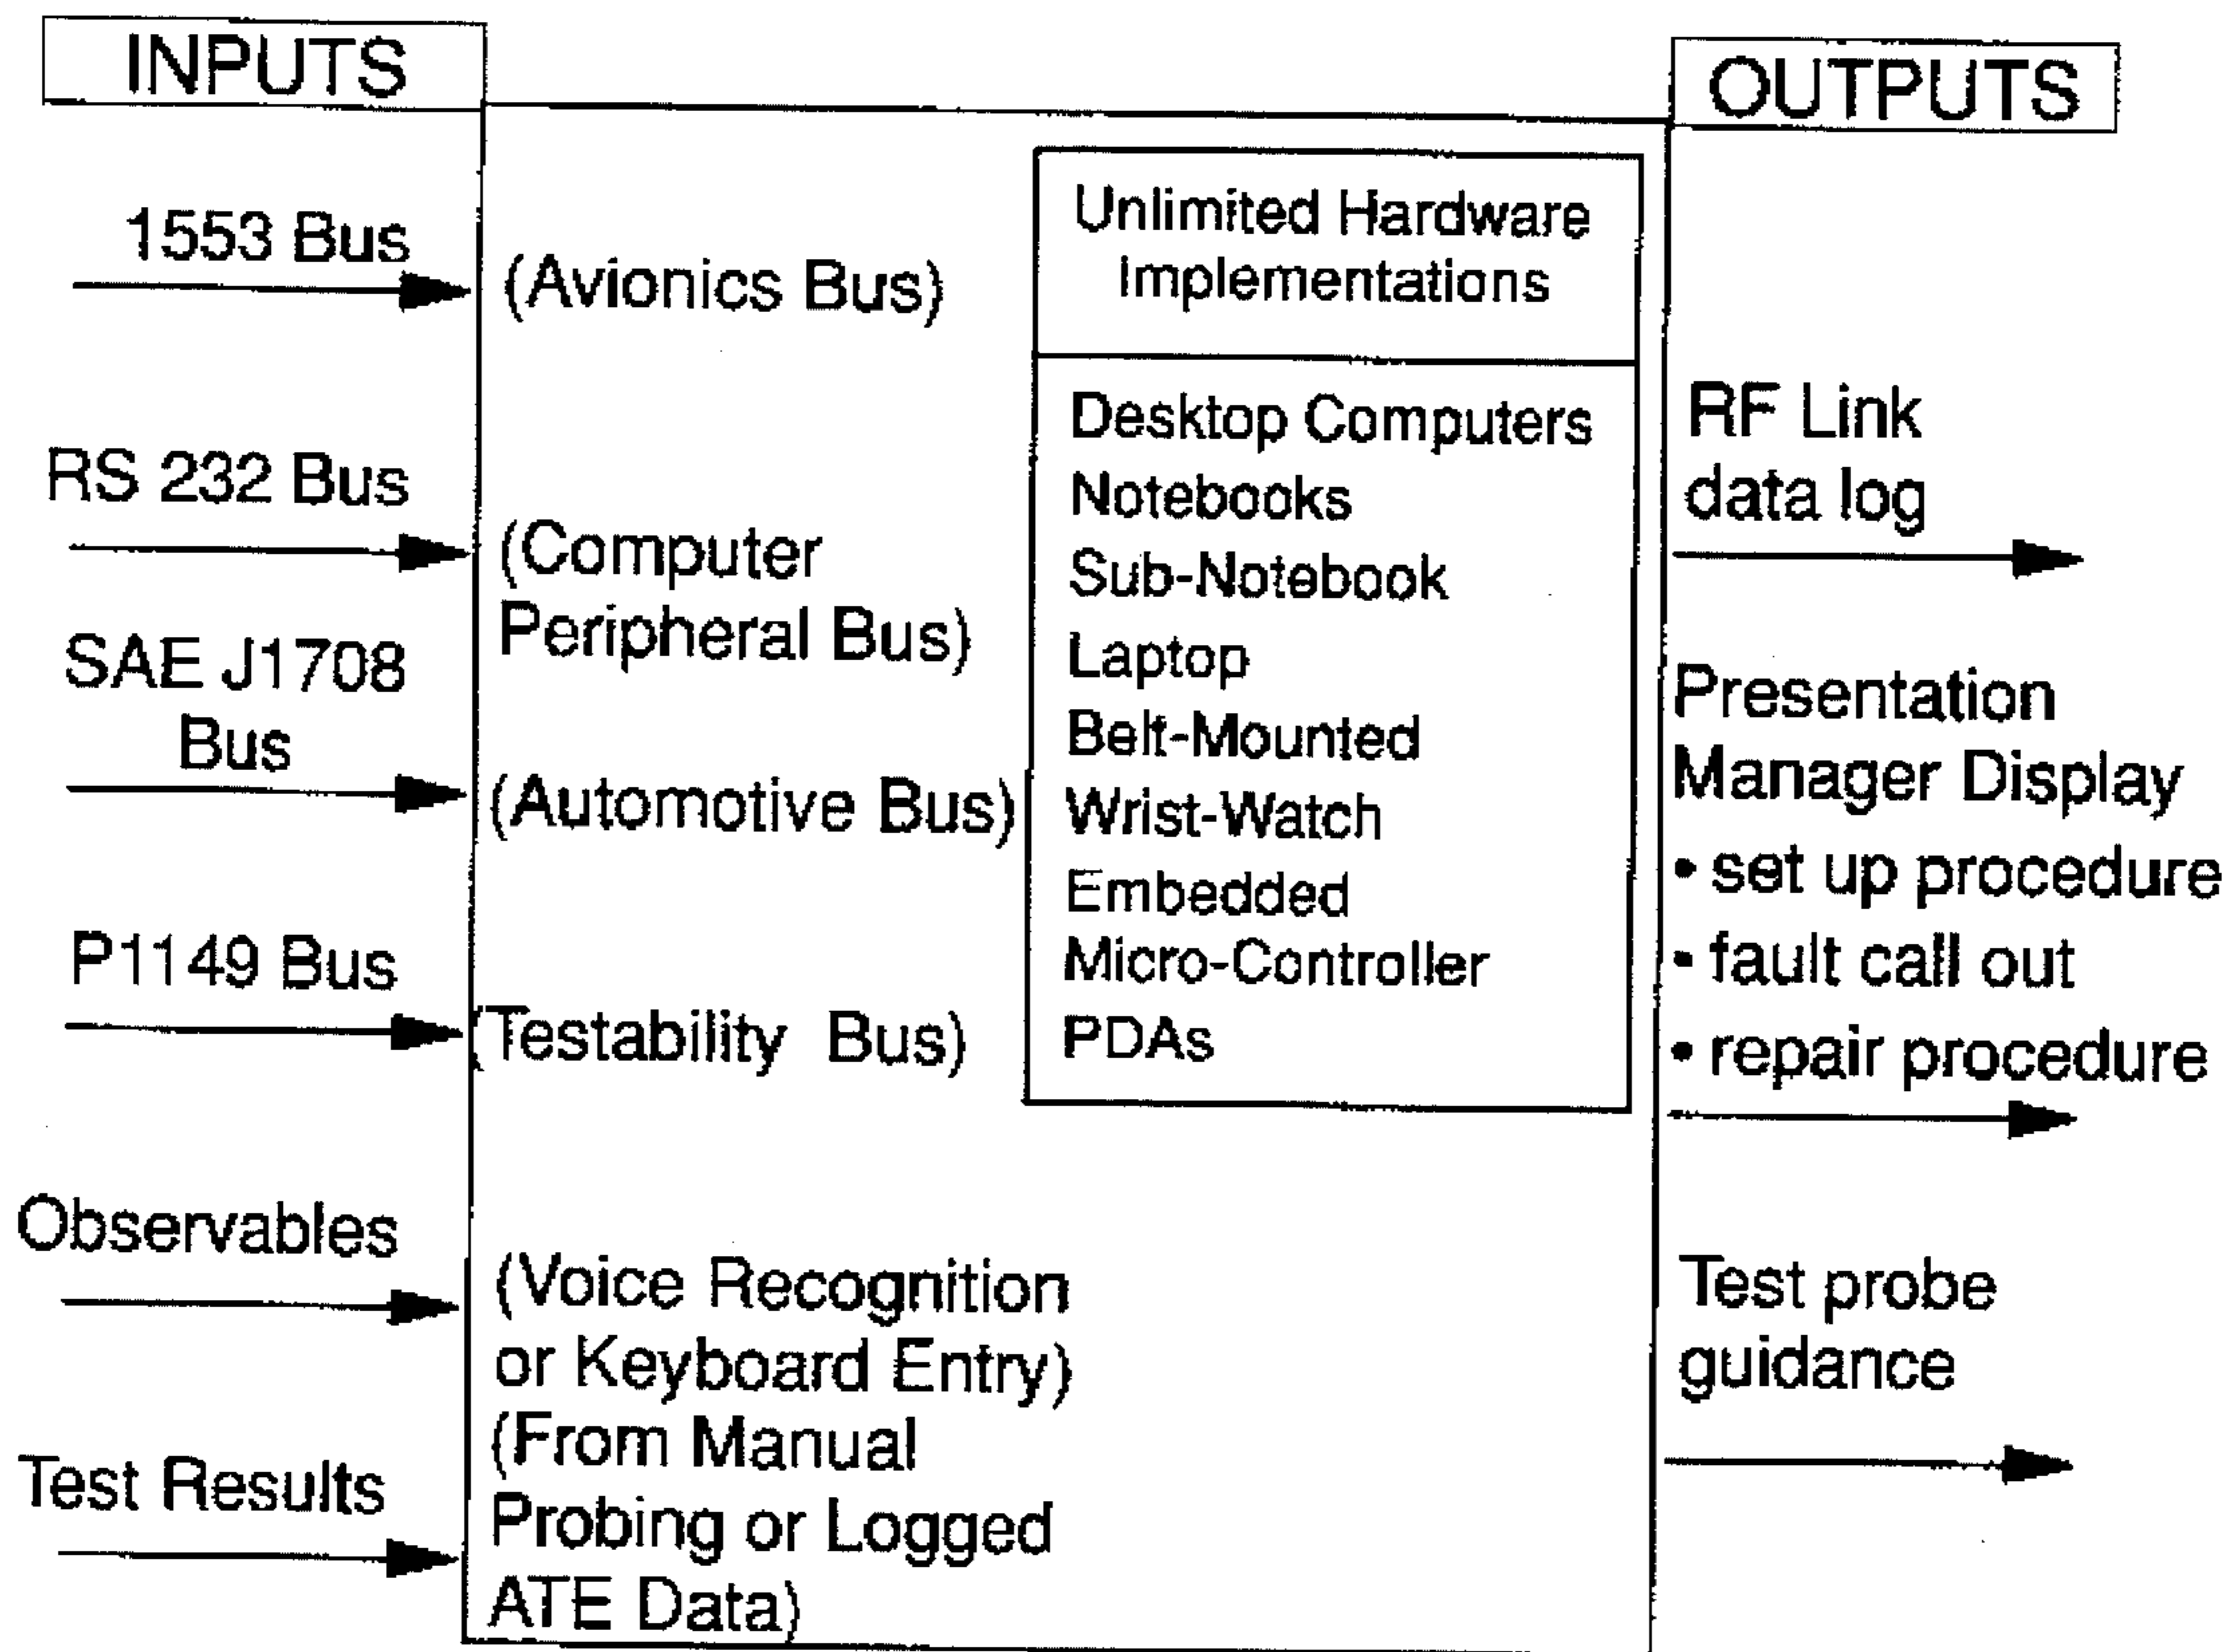 INPUTS
OUTPUTS
1553 Bus
(Avionics Bus)
RS 232 Bus
(Computer
Peripheral Bus)
SAE J1708
Bus
(Automotive Bus)
P1149 Bus
(Testability Bus)
Observables
(Voice Recognition
or Keyboard Entry)
Test Results
(From Manual
Probing or Logged
ATE Data)
Unlimited Hardware
Implementations
Desktop Computers
Notebooks
Sub-Notebook
Laptop
Belt-Mounted
Wrist-Watch
Embedded
Micro-Controller
PDAs
RF Link
data log
Presentation
Manager Display
• set up procedure
• fault call out
• repair procedure
Test probe
guidance